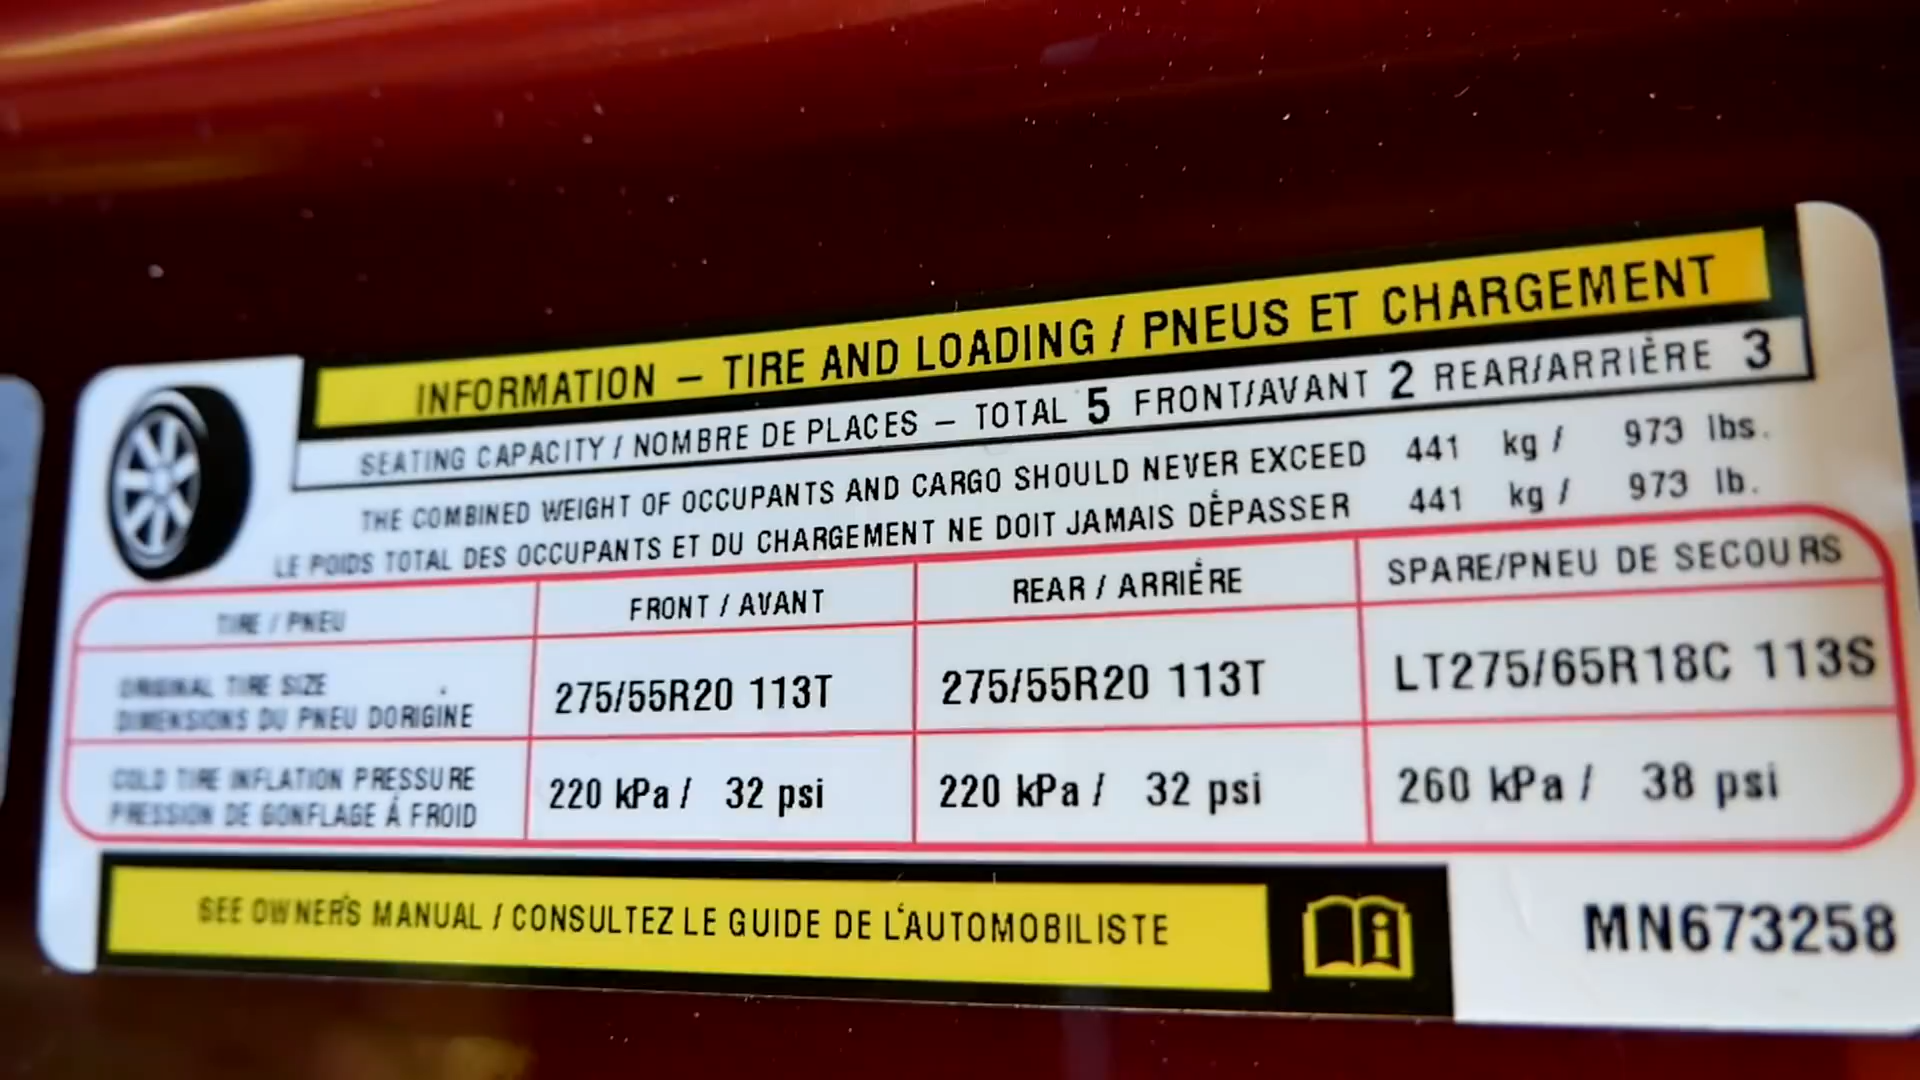 INFORMATION – TIRE AND LOADING / PNEUS ET CHARGEMENT
SEATING CAPACITY / NOMBRE DE PLACES – TOTAL 5 FRONT/AVANT 2 REAR/ARRIÈRE 3
THE COMBINED WEIGHT OF OCCUPANTS AND CARGO SHOULD NEVER EXCEED 441 kg / 973 lbs.
LE POIDS TOTAL DES OCCUPANTS ET DU CHARGEMENT NE DOIT JAMAIS DÉPASSER 441 kg / 973 lb.
TIRE / PNEU FRONT / AVANT REAR / ARRIÉRE SPARE/PNEU DE SECOURS
ORIGINAL TIRE SIZE
DIMENSIONS DU PNEU DORIGINE 275/55R20 113T 275/55R20 113T LT275/65R18C 113S
COLD TIRE INFLATION PRESSURE
PRESSION DE GONFLAGE Á FROID 220 kPa / 32 psi 220 kPa / 32 psi 260 kPa / 38 psi
SEE OWNER'S MANUAL / CONSULTEZ LE GUIDE DE L'AUTOMOBILISTE
MN673258